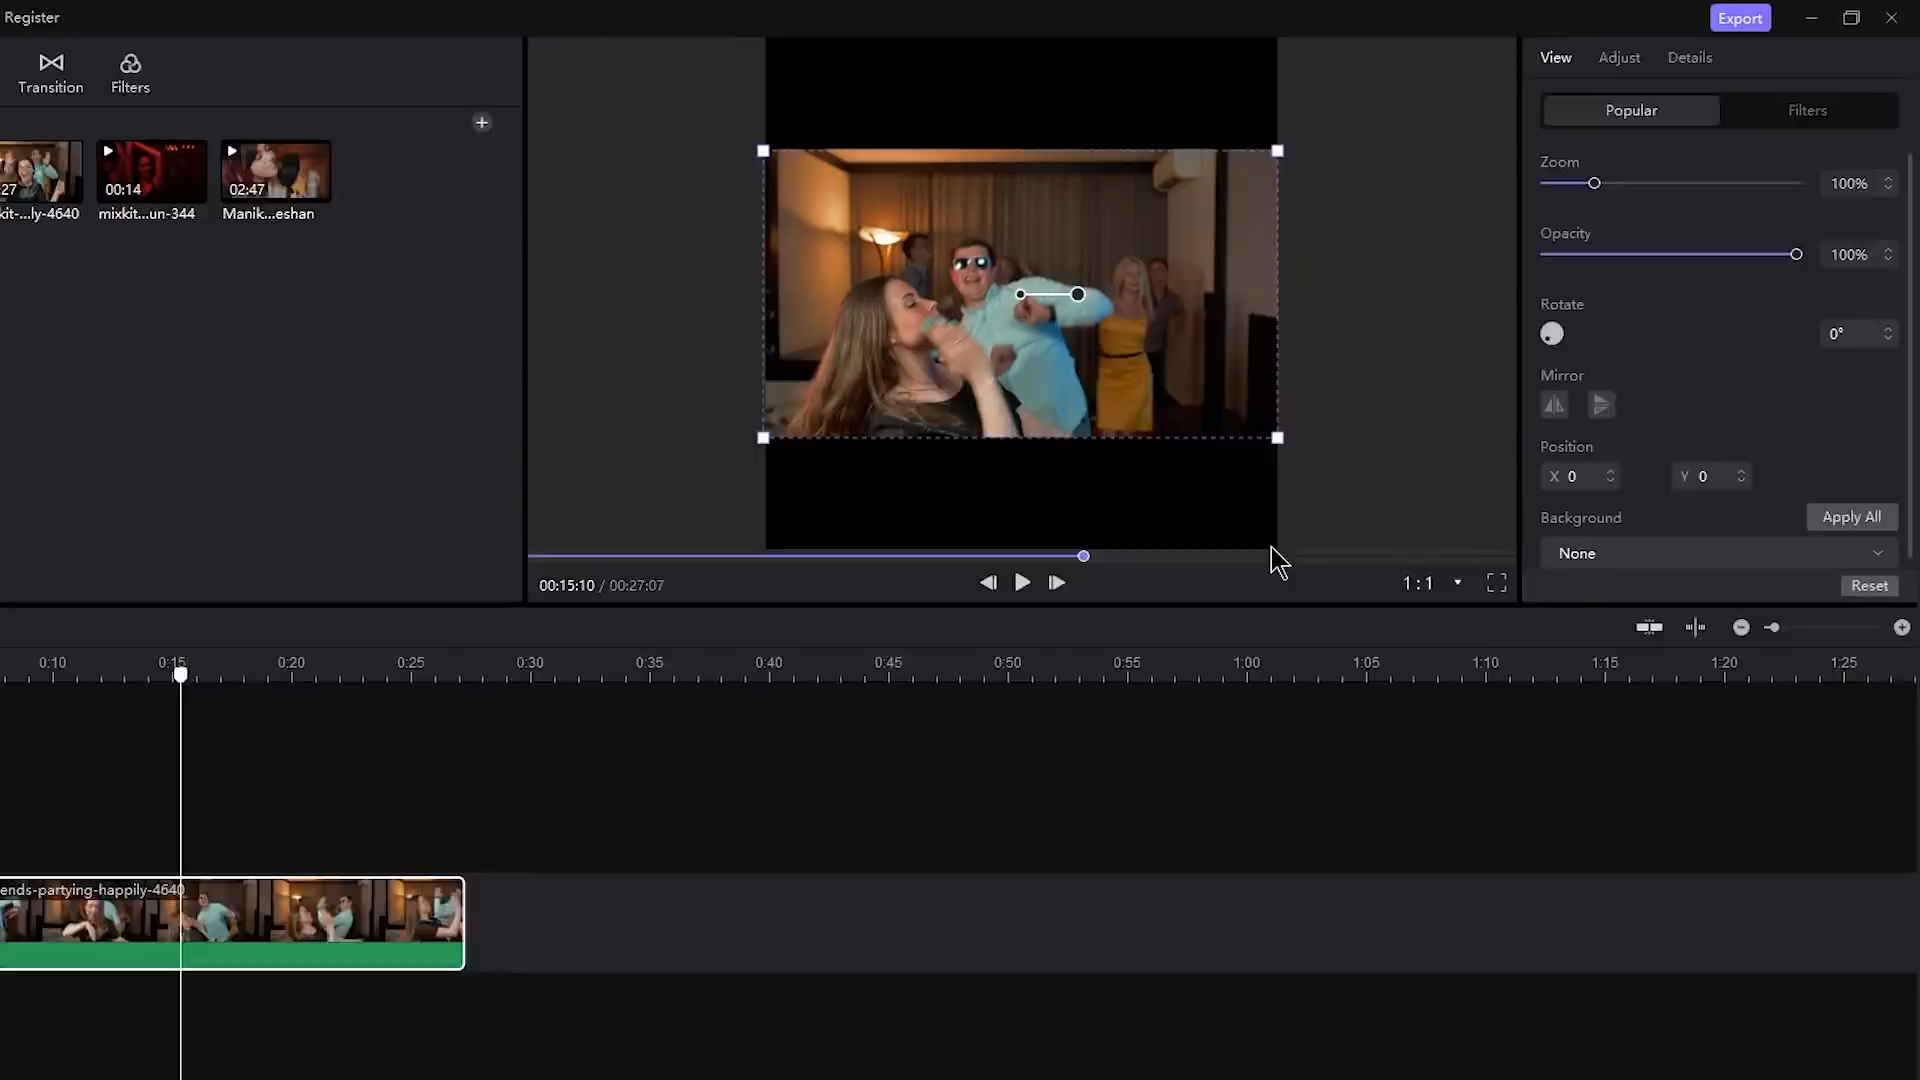 Register
Export
Transition
Filters
27
00:14
02:47
kit-...ly-4640
mixkit...un-344
Manik...eshan
View
Adjust
Details
Popular
Filters
Zoom
100%
Opacity
100%
Rotate
0°
Mirror
Position
X 0
Y 0
Background
Apply All
None
Reset
00:15:10 / 00:27:07
1:1
0:10
0:15
0:20
0:25
0:30
0:35
0:40
0:45
0:50
0:55
1:00
1:05
1:10
1:15
1:20
1:25
ends-partying-happily-4640